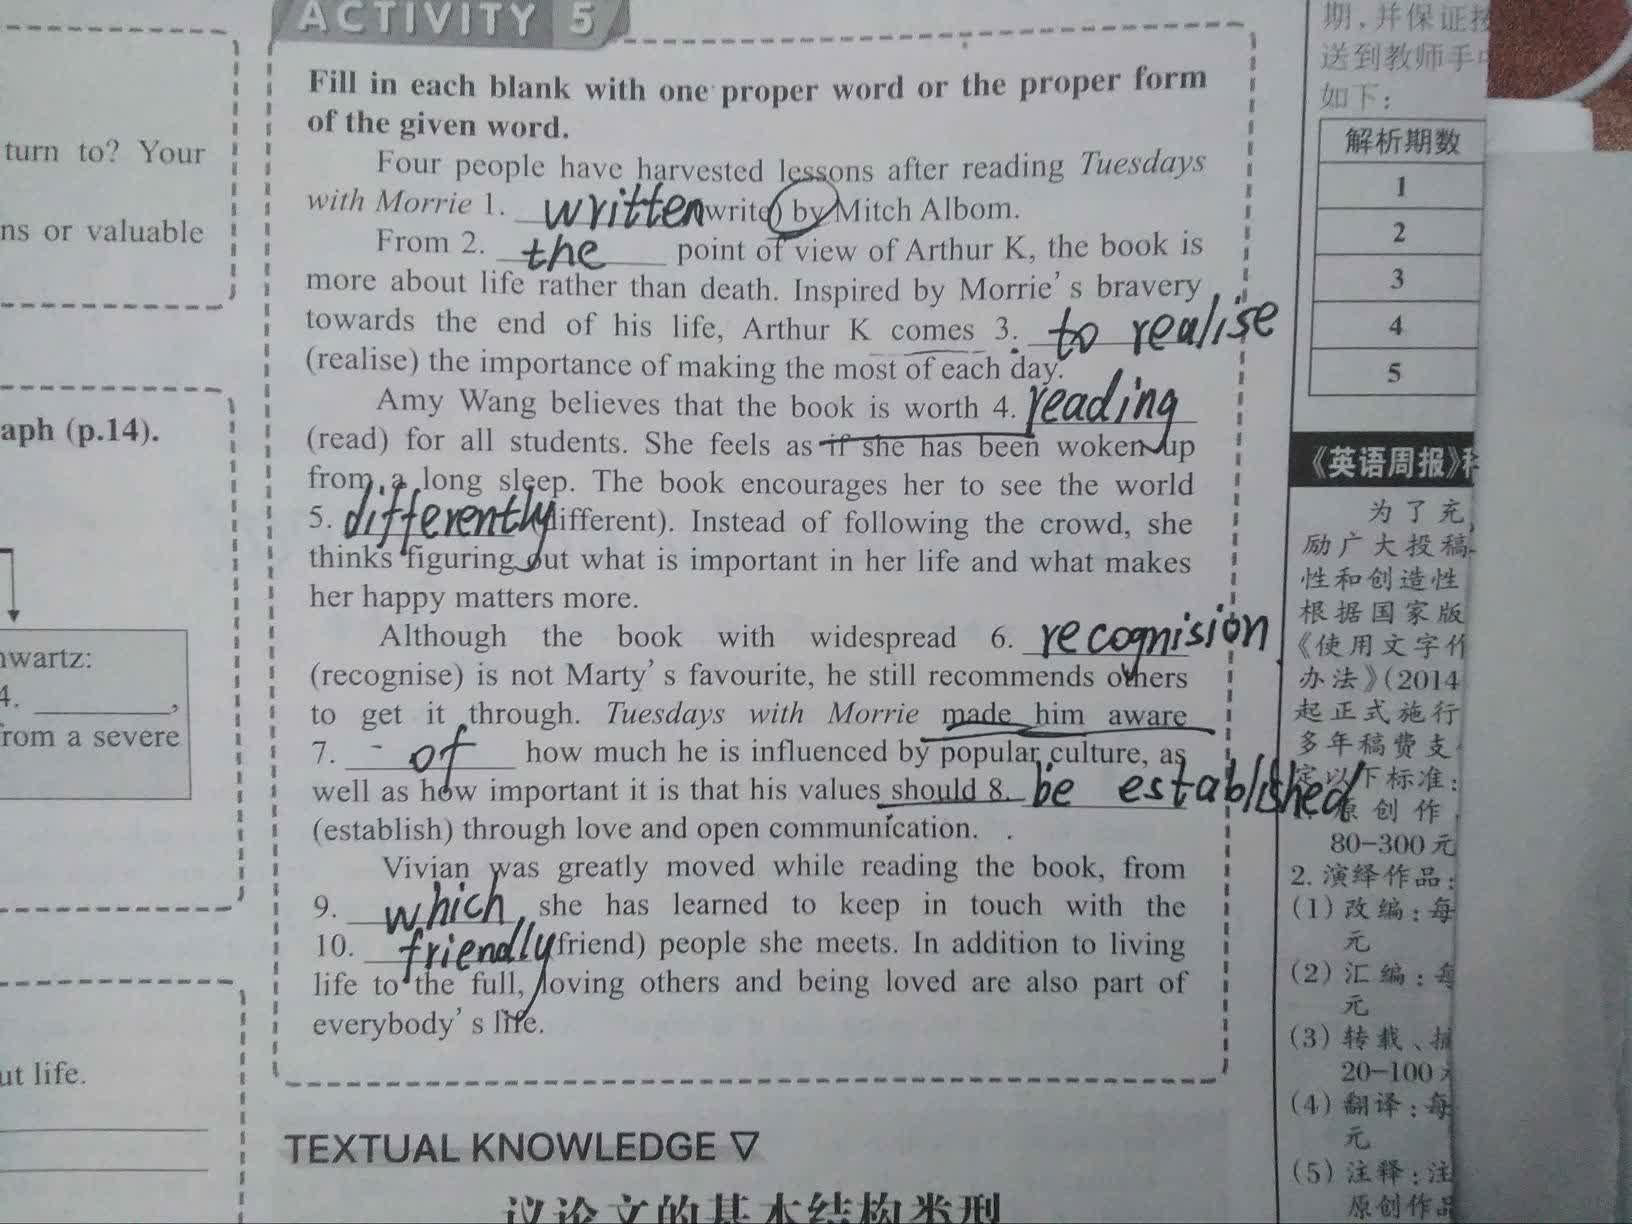 turn to? Your
ns or valuable
aph (p.14).
hwartz:
4. ________,
from a severe
ut life.
ACTIVITY 5
Fill in each blank with one proper word or the proper form
of the given word.
Four people have harvested lessons after reading Tuesdays
with Morrie 1. written (write) by Mitch Albom.
From 2. the point of view of Arthur K, the book is
more about life rather than death. Inspired by Morrie's bravery
towards the end of his life, Arthur K comes 3. to realise
(realise) the importance of making the most of each day.
Amy Wang believes that the book is worth 4. reading
(read) for all students. She feels as if she has been woken up
from a long sleep. The book encourages her to see the world
5. differently (different). Instead of following the crowd, she
thinks figuring out what is important in her life and what makes
her happy matters more.
Although the book with widespread 6. recognision
(recognise) is not Marty's favourite, he still recommends others
to get it through. Tuesdays with Morrie made him aware
7. of how much he is influenced by popular culture, as
well as how important it is that his values should 8. be established
(establish) through love and open communication.
Vivian was greatly moved while reading the book, from
9. which she has learned to keep in touch with the
10. friendly (friend) people she meets. In addition to living
life to the full, loving others and being loved are also part of
everybody's life.
TEXTUAL KNOWLEDGE ▽
议论文的基本结构类型
期,并保证按
送到教师手中
如下:
解析期数
1
2
3
4
5
《英语周报》科
为了充
励广大投稿
性和创造性
根据国家版
《使用文字作
办法》(2014
起正式施行
多年稿费支
定以下标准:
原创作
80-300元
2. 演绎作品:
(1) 改编:每
元
(2) 汇编:每
元
(3) 转载、摘
20-100
(4) 翻译:每
元
(5) 注释:注
原创作品